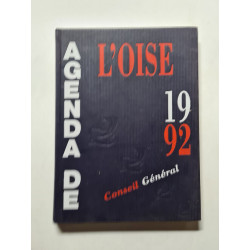 AGENDA DE
L'OISE
19
92
Conseil Général